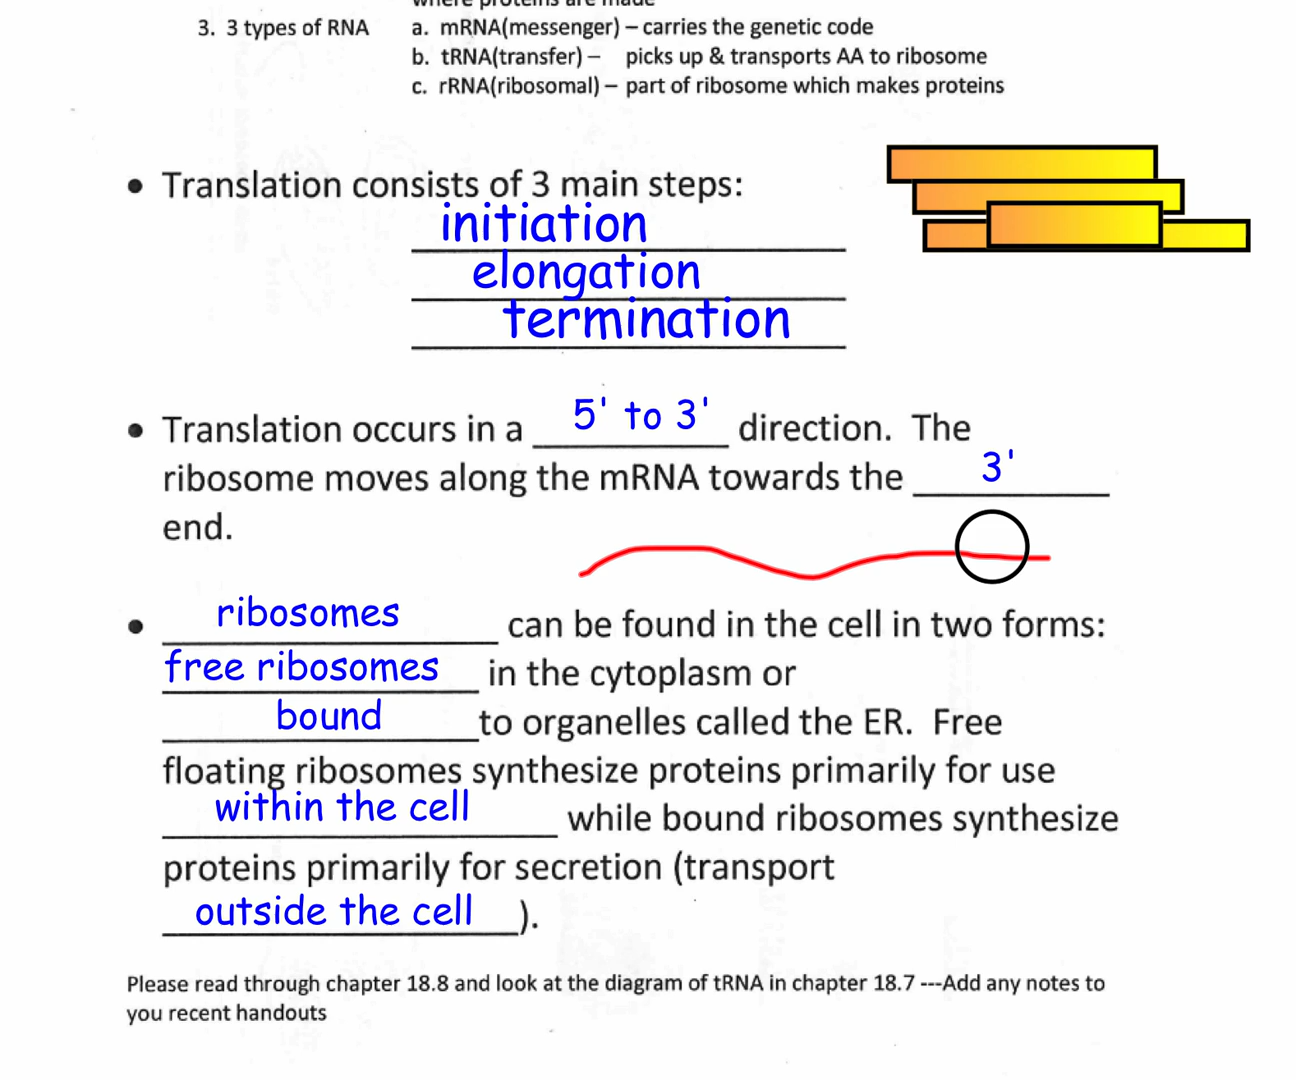 where proteins are made
3. 3 types of RNA a. mRNA(messenger) – carries the genetic code
b. tRNA(transfer) – picks up & transports AA to ribosome
c. rRNA(ribosomal) – part of ribosome which makes proteins
• Translation consists of 3 main steps:
initiation
elongation
termination
• Translation occurs in a 5' to 3' direction. The
ribosome moves along the mRNA towards the 3'
end.
• ribosomes can be found in the cell in two forms:
free ribosomes in the cytoplasm or
bound to organelles called the ER. Free
floating ribosomes synthesize proteins primarily for use
within the cell while bound ribosomes synthesize
proteins primarily for secretion (transport
outside the cell ).
Please read through chapter 18.8 and look at the diagram of tRNA in chapter 18.7 ---Add any notes to
you recent handouts